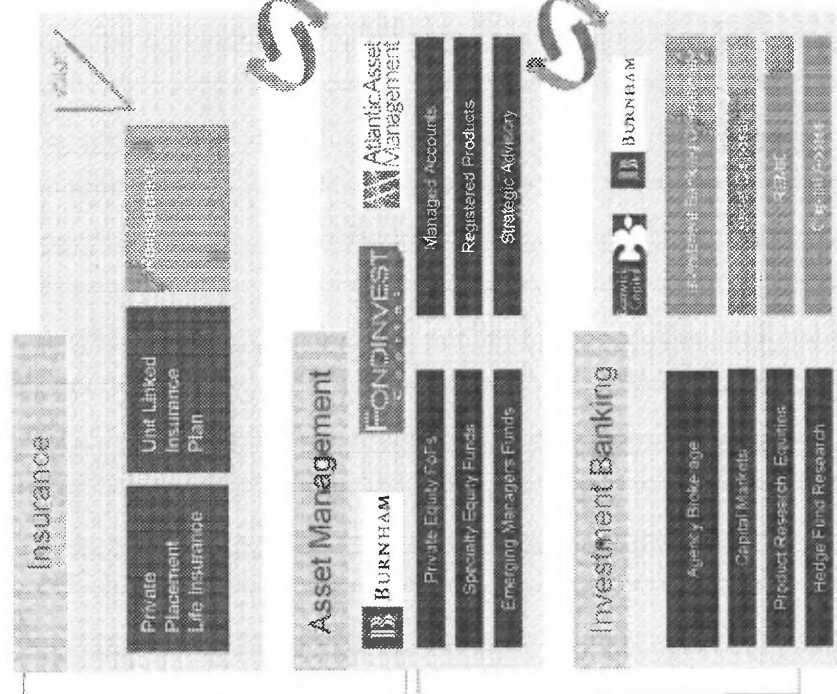 Insurance
Private
Placement
Life Insurance
Unit Linked
Insurance
Plan
Reinsurance
Asset Management
BURNHAM
FONDINVEST
Atlantic Asset
Management
Private Equity FoFs
Specialty Equity Funds
Emerging Managers Funds
Managed Accounts
Registered Products
Strategic Advisory
Investment Banking
Capital
BURNHAM
Agency Brokerage
Capital Markets
Product Research Equities
Hedge Fund Research